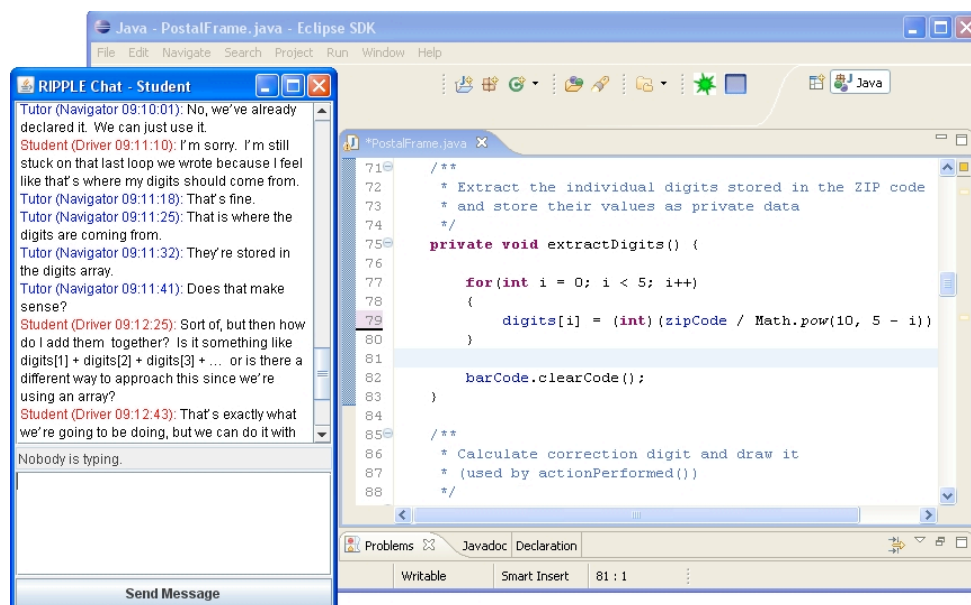 Java - PostalFrame.java - Eclipse SDK
File Edit Navigate Search Project Run Window Help
Java
RIPPLE Chat - Student
Tutor (Navigator 09:10:01): No, we've already
declared it. We can just use it.
Student (Driver 09:11:10): I'm sorry. I'm still
stuck on that last loop we wrote because I feel
like that's where my digits should come from.
Tutor (Navigator 09:11:18): That's fine.
Tutor (Navigator 09:11:25): That is where the
digits are coming from.
Tutor (Navigator 09:11:32): They're stored in
the digits array.
Tutor (Navigator 09:11:41): Does that make
sense?
Student (Driver 09:12:25): Sort of, but then how
do I add them together? Is it something like
digits[1] + digits[2] + digits[3] + ... or is there a
different way to approach this since we're
using an array?
Student (Driver 09:12:43): That's exactly what
we're going to be doing, but we can do it with
Nobody is typing.
Send Message
*PostalFrame.java
71 /**
72 * Extract the individual digits stored in the ZIP code
73 * and store their values as private data
74 */
75 private void extractDigits() {
76
77 for(int i = 0; i < 5; i++)
78 {
79 digits[i] = (int)(zipCode / Math.pow(10, 5 - i))
80 }
81
82 barCode.clearCode();
83 }
84
85 /**
86 * Calculate correction digit and draw it
87 * (used by actionPerformed())
88 */
Problems Javadoc Declaration
Writable Smart Insert 81 : 1